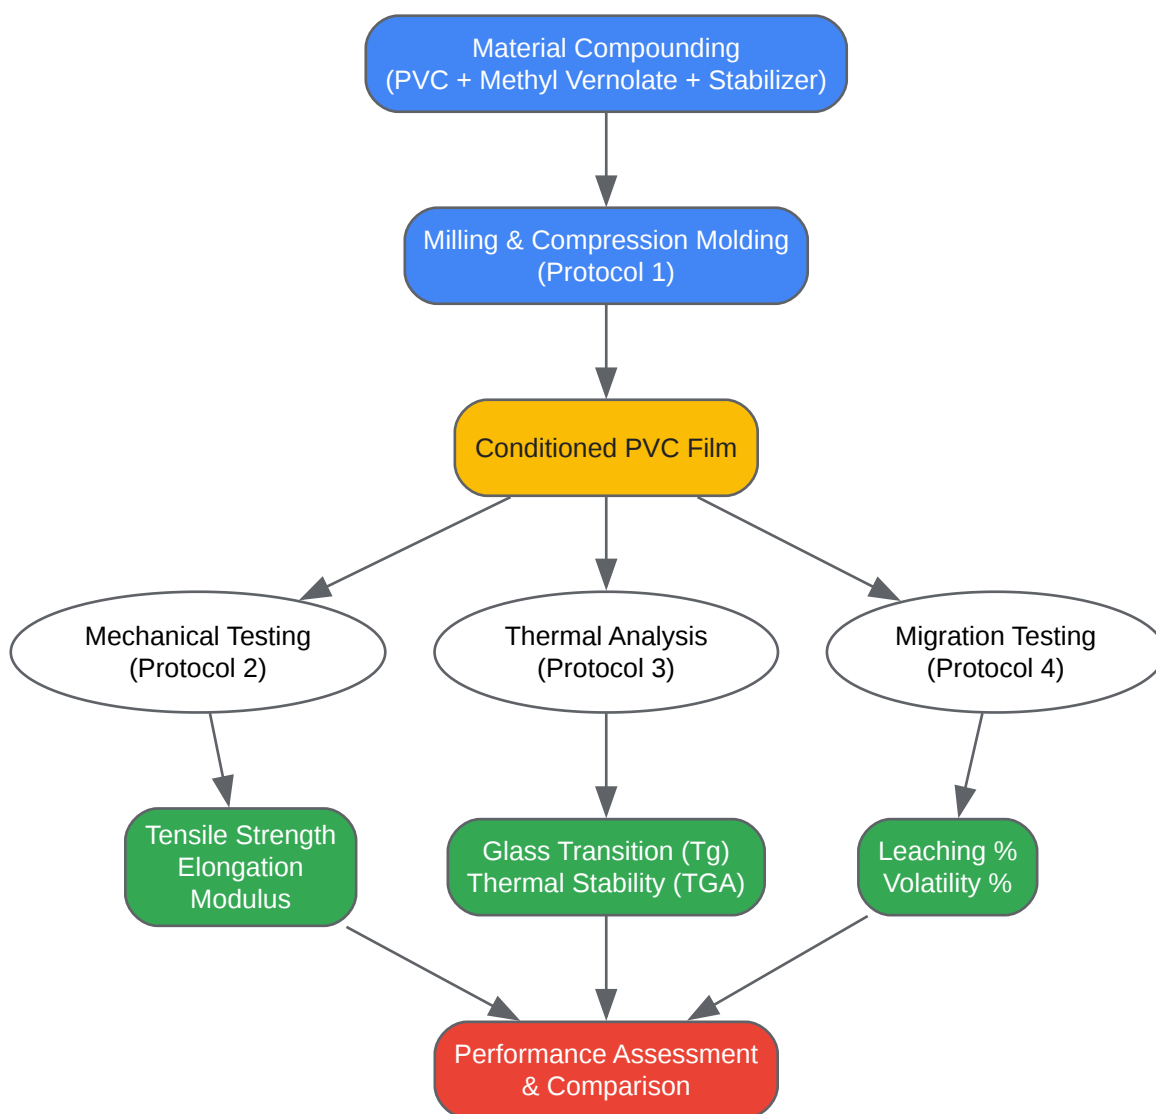 Material Compounding
(PVC + Methyl Vernolate + Stabilizer)
Milling & Compression Molding
(Protocol 1)
Conditioned PVC Film
Mechanical Testing
(Protocol 2)
Thermal Analysis
(Protocol 3)
Migration Testing
(Protocol 4)
Tensile Strength
Elongation
Modulus
Glass Transition (Tg)
Thermal Stability (TGA)
Leaching %
Volatility %
Performance Assessment
& Comparison